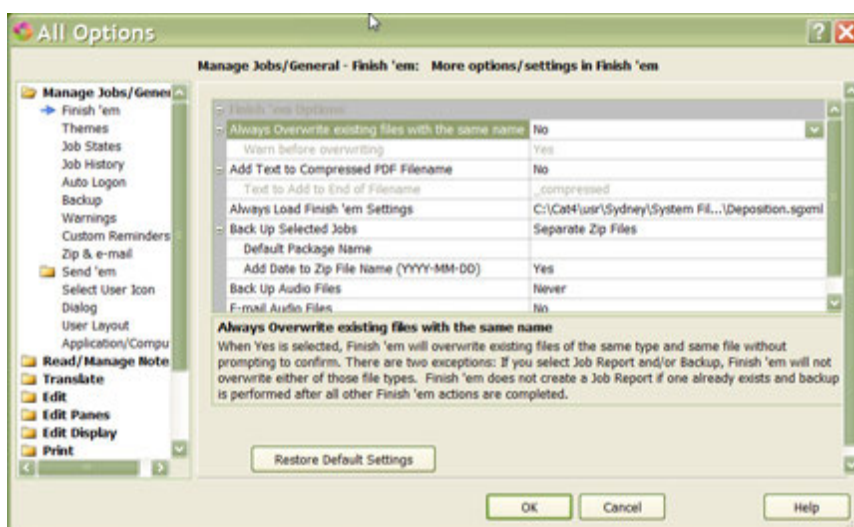 All Options
Manage Jobs/General - Finish 'em: More options/settings in Finish 'em
Manage Jobs/Gener
Finish 'em
Themes
Job States
Job History
Auto Logon
Backup
Warnings
Custom Reminders
Zip & e-mail
Send 'em
Select User Icon
Dialog
User Layout
Application/Compu
Read/Manage Note
Translate
Edit
Edit Panes
Edit Display
Print
Finish 'em Options
Always Overwrite existing files with the same name No
Warn before overwriting Yes
Add Text to Compressed PDF Filename No
Text to Add to End of Filename _compressed
Always Load Finish 'em Settings C:\Cat4\usr\Sydney\System Fil...\Deposition.sgxml
Back Up Selected Jobs Separate Zip Files
Default Package Name
Add Date to Zip File Name (YYYY-MM-DD) Yes
Back Up Audio Files Never
E-mail Audio Files No
Always Overwrite existing files with the same name
When Yes is selected, Finish 'em will overwrite existing files of the same type and same file without
prompting to confirm. There are two exceptions: If you select Job Report and/or Backup, Finish 'em will not
overwrite either of those file types. Finish 'em does not create a Job Report if one already exists and backup
is performed after all other Finish 'em actions are completed.
Restore Default Settings
OK Cancel Help